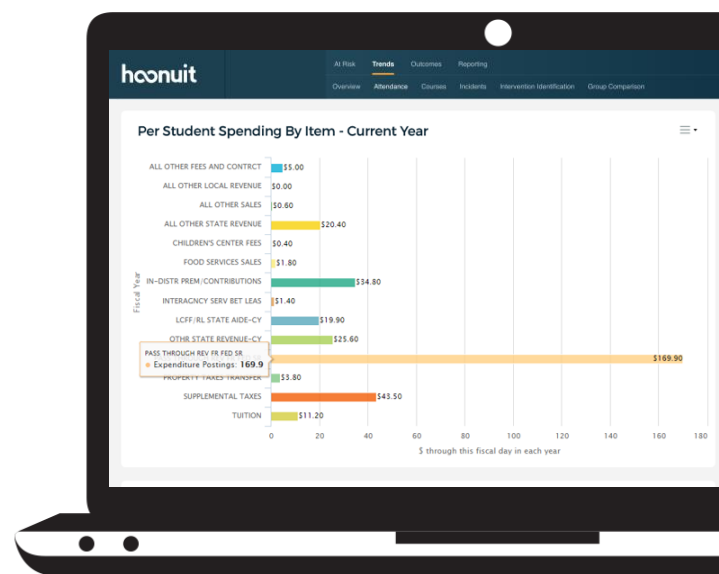 hoonuit
At Risk Trends Outcomes Reporting
Overview Attendance Courses Incidents Intervention Identification Group Comparison
Per Student Spending By Item - Current Year
ALL OTHER FEES AND CONTRCT $5.00
ALL OTHER LOCAL REVENUE $0.00
ALL OTHER SALES $0.60
ALL OTHER STATE REVENUE $20.40
CHILDREN'S CENTER FEES $0.40
FOOD SERVICES SALES $1.80
IN-DISTR PREM/CONTRIBUTIONS $34.80
INTERAGNCY SERV BET LEAS $1.40
LCFF/RL STATE AIDE-CY $19.90
OTHR STATE REVENUE-CY $25.60
PASS THROUGH REV FR FED SR
Expenditure Postings: 169.9
$169.90
PROPERTY TAXES TRANSFER $3.80
SUPPLEMENTAL TAXES $43.50
TUITION $11.20
Fiscal Year
0 20 40 60 80 100 120 140 160 180
$ through this fiscal day in each year